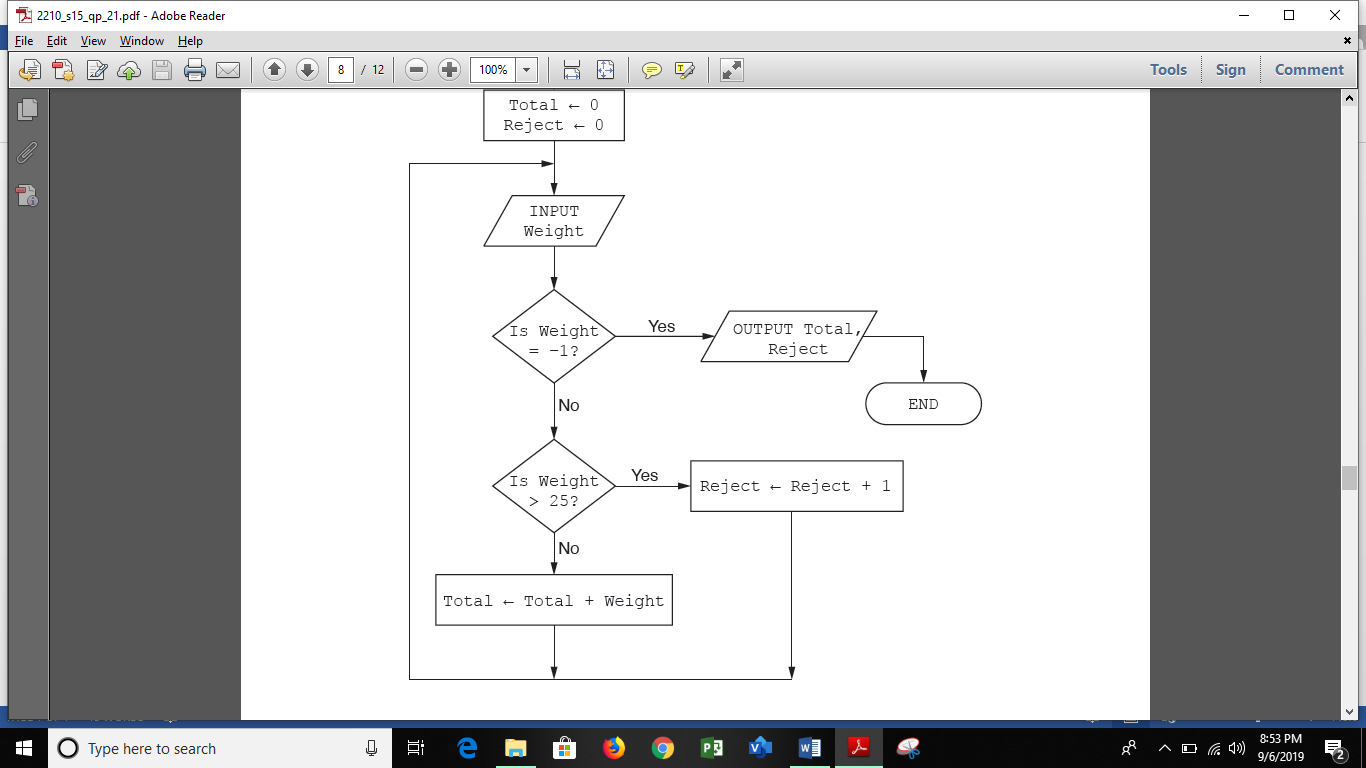 2210_s15_qp_21.pdf - Adobe Reader
File Edit View Window Help
8 / 12 100% Tools Sign Comment
Total ← 0
Reject ← 0
INPUT
Weight
Is Weight
= −1?
Yes
OUTPUT Total,
Reject
END
No
Is Weight
> 25?
Yes
Reject ← Reject + 1
No
Total ← Total + Weight
Type here to search
8:53 PM
9/6/2019
2